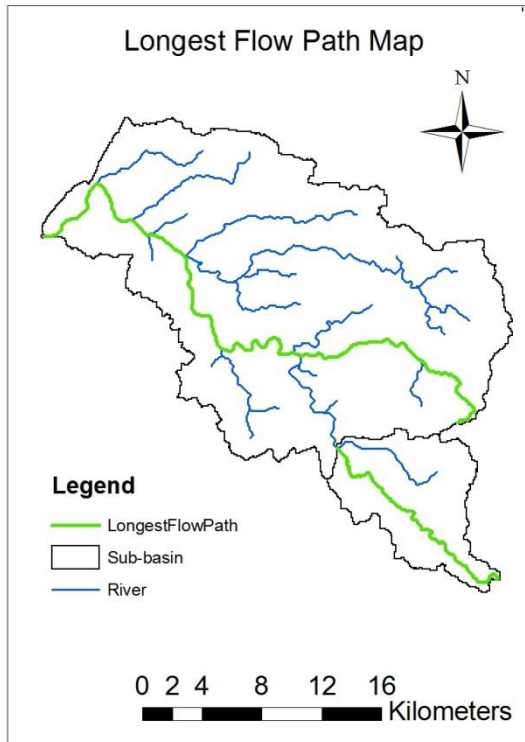 Longest Flow Path Map
N
Legend
LongestFlowPath
Sub-basin
River
0 2 4 8 12 16
Kilometers